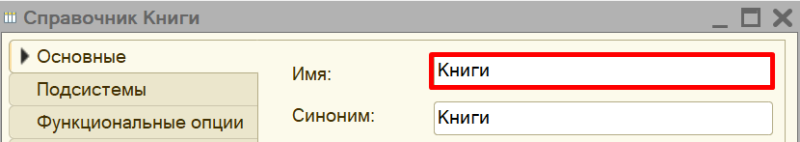 Справочник Книги
Основные
Подсистемы
Функциональные опции
Имя: Книги
Синоним: Книги